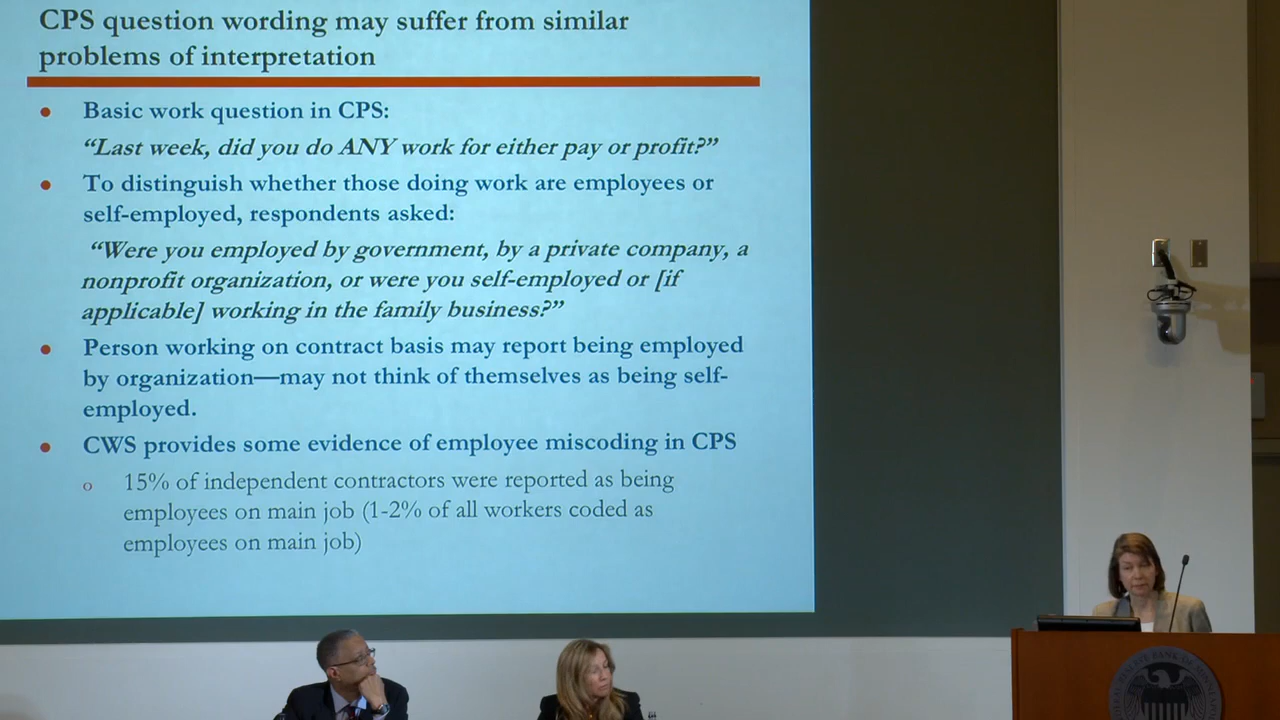 CPS question wording may suffer from similar
problems of interpretation
Basic work question in CPS:
“Last week, did you do ANY work for either pay or profit?”
To distinguish whether those doing work are employees or
self-employed, respondents asked:
“Were you employed by government, by a private company, a
nonprofit organization, or were you self-employed or [if
applicable] working in the family business?”
Person working on contract basis may report being employed
by organization—may not think of themselves as being self-
employed.
CWS provides some evidence of employee miscoding in CPS
15% of independent contractors were reported as being
employees on main job (1-2% of all workers coded as
employees on main job)
BANK OF